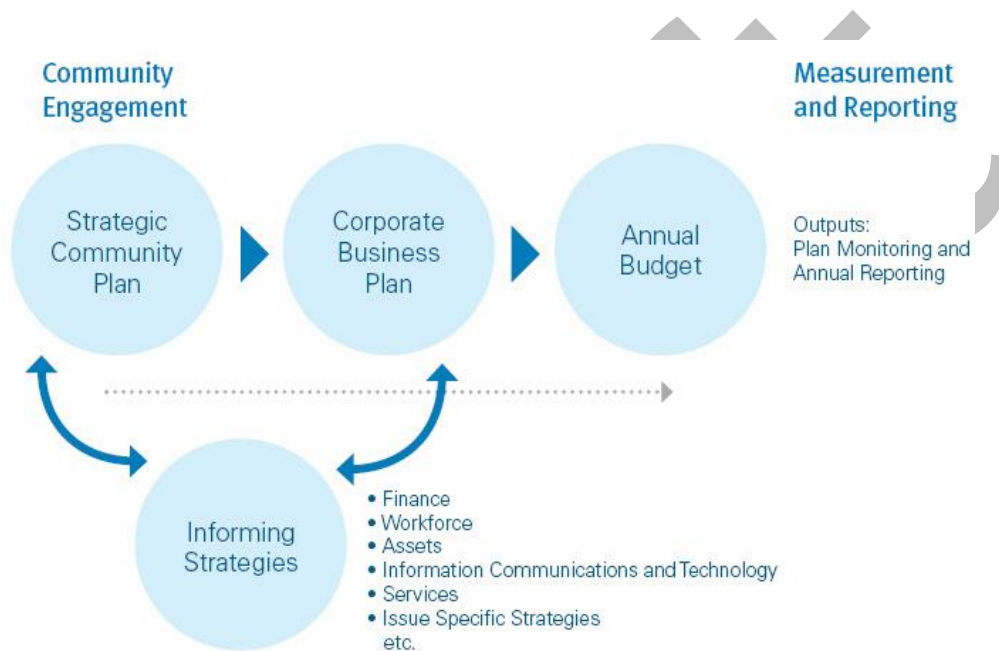 Community
Engagement
Measurement
and Reporting
Strategic
Community
Plan
Corporate
Business
Plan
Annual
Budget
Outputs:
Plan Monitoring and
Annual Reporting
Informing
Strategies
• Finance
• Workforce
• Assets
• Information Communications and Technology
• Services
• Issue Specific Strategies
etc.